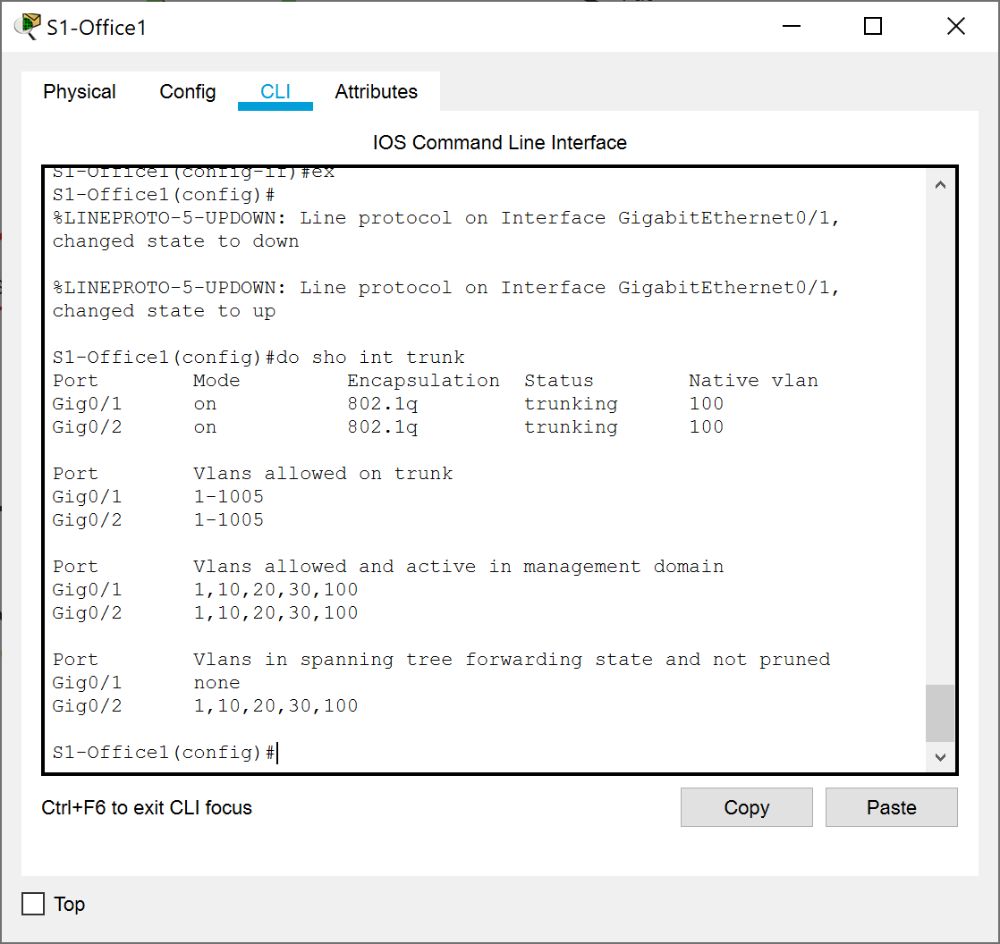 S1-Office1
Physical Config CLI Attributes
IOS Command Line Interface
S1-Office1(config-if)#ex
S1-Office1(config)#
%LINEPROTO-5-UPDOWN: Line protocol on Interface GigabitEthernet0/1,
changed state to down
%LINEPROTO-5-UPDOWN: Line protocol on Interface GigabitEthernet0/1,
changed state to up
S1-Office1(config)#do sho int trunk
Port        Mode         Encapsulation  Status        Native vlan
Gig0/1      on           802.1q         trunking      100
Gig0/2      on           802.1q         trunking      100
Port        Vlans allowed on trunk
Gig0/1      1-1005
Gig0/2      1-1005
Port        Vlans allowed and active in management domain
Gig0/1      1,10,20,30,100
Gig0/2      1,10,20,30,100
Port        Vlans in spanning tree forwarding state and not pruned
Gig0/1      none
Gig0/2      1,10,20,30,100
S1-Office1(config)#
Ctrl+F6 to exit CLI focus
Copy Paste
Top